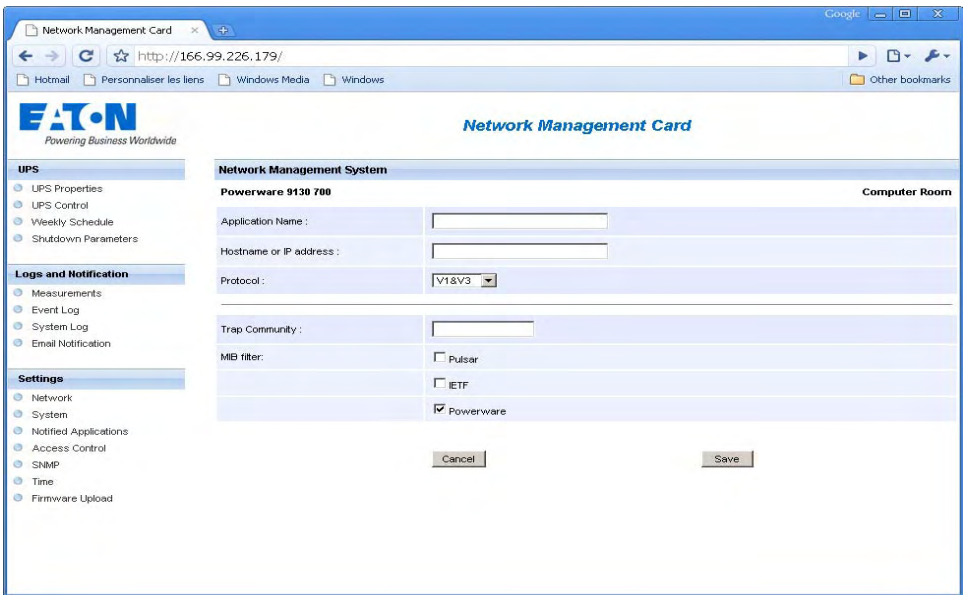 Google
Network Management Card
http://166.99.226.179/
Hotmail Personnaliser les liens Windows Media Windows Other bookmarks
EATON
Powering Business Worldwide
Network Management Card
UPS
UPS Properties
UPS Control
Weekly Schedule
Shutdown Parameters
Logs and Notification
Measurements
Event Log
System Log
Email Notification
Settings
Network
System
Notified Applications
Access Control
SNMP
Time
Firmware Upload
Network Management System
Powerware 9130 700 Computer Room
Application Name :
Hostname or IP address :
Protocol : V1&V3
Trap Community :
MIB filter: Pulsar
IETF
Powerware
Cancel Save